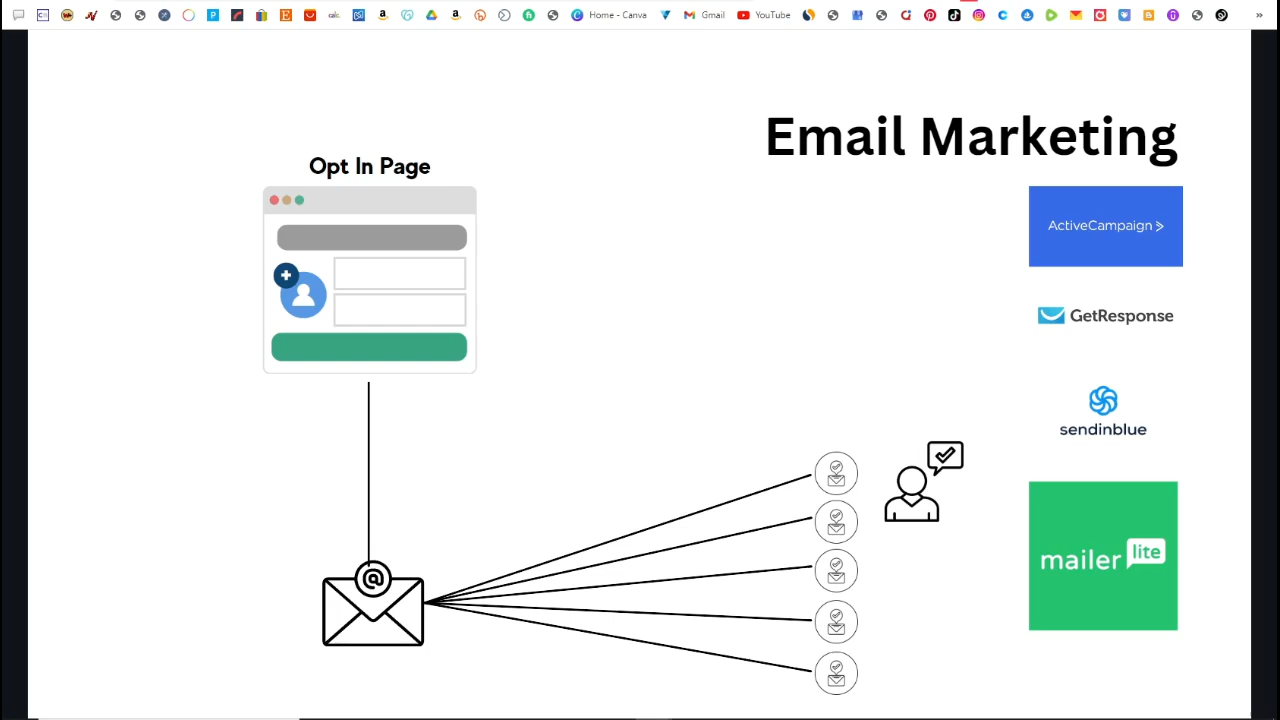 Home - Canva
Gmail
YouTube
»
Email Marketing
Opt In Page
ActiveCampaign >
GetResponse
sendinblue
mailer lite
@